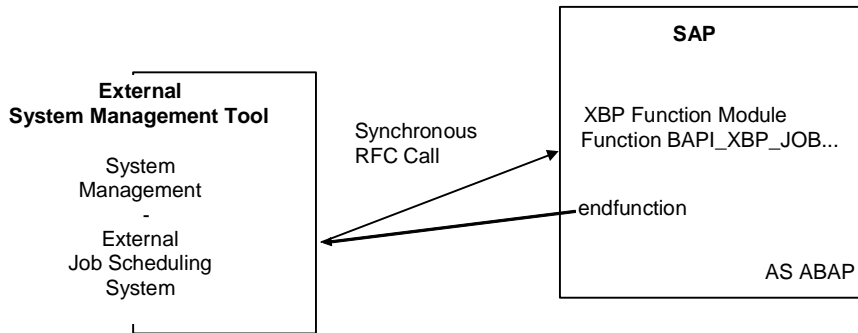 External
System Management Tool
System
Management
-
External
Job Scheduling
System
Synchronous
RFC Call
SAP
XBP Function Module
Function BAPI_XBP_JOB...
endfunction
AS ABAP